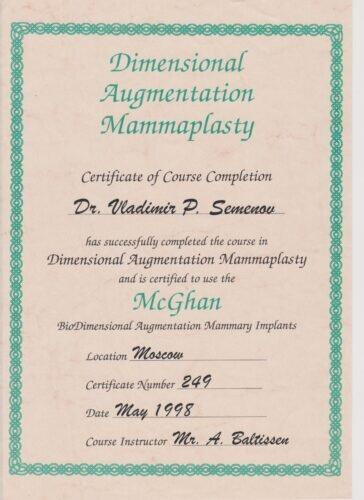 Dimensional
Augmentation
Mammaplasty
Certificate of Course Completion
Dr. Vladimir P. Semenov
has successfully completed the course in
Dimensional Augmentation Mammaplasty
and is certified to use the
McGhan
BioDimensional Augmentation Mammary Implants
Location Moscow
Certificate Number 249
Date May 1998
Course Instructor Mr. A. Baltissen